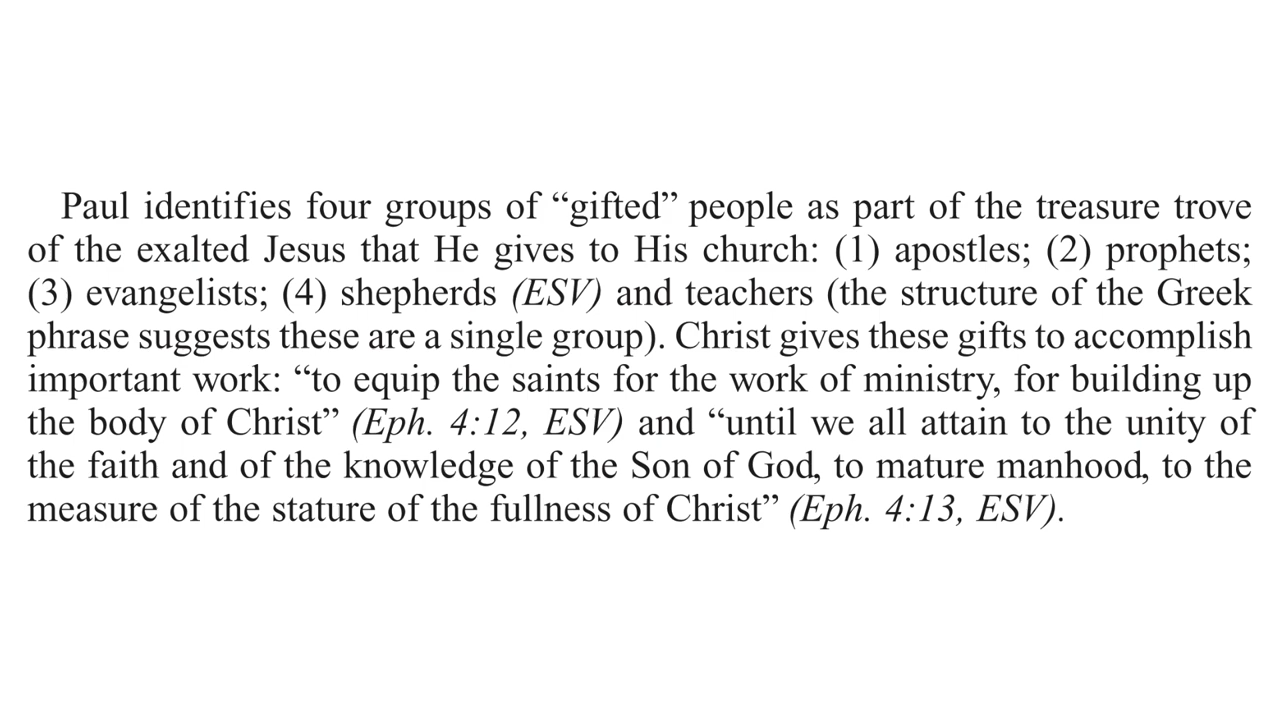 Paul identifies four groups of “gifted” people as part of the treasure trove
of the exalted Jesus that He gives to His church: (1) apostles; (2) prophets;
(3) evangelists; (4) shepherds (ESV) and teachers (the structure of the Greek
phrase suggests these are a single group). Christ gives these gifts to accomplish
important work: “to equip the saints for the work of ministry, for building up
the body of Christ” (Eph. 4:12, ESV) and “until we all attain to the unity of
the faith and of the knowledge of the Son of God, to mature manhood, to the
measure of the stature of the fullness of Christ” (Eph. 4:13, ESV).